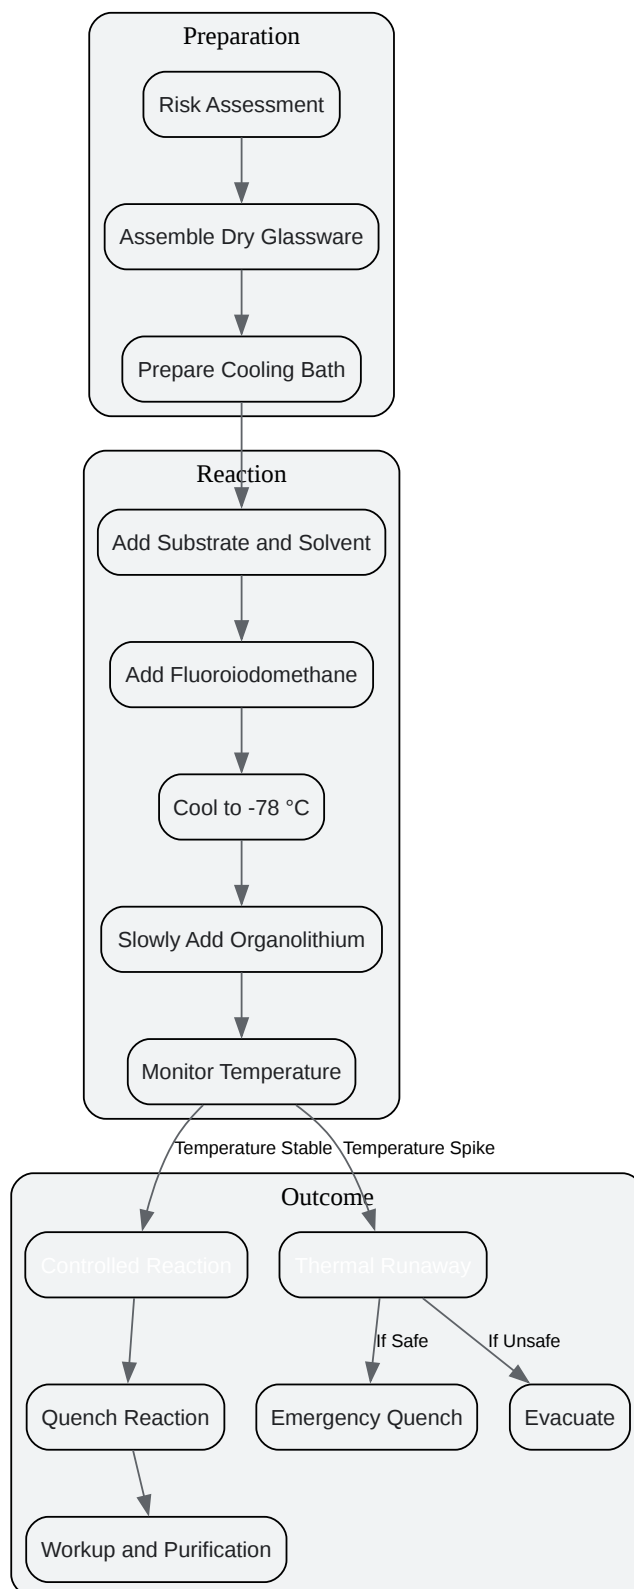 Preparation
Risk Assessment
Assemble Dry Glassware
Prepare Cooling Bath
Reaction
Add Substrate and Solvent
Add Fluoroiodomethane
Cool to -78 °C
Slowly Add Organolithium
Monitor Temperature
Temperature Stable
Temperature Spike
Outcome
Controlled Reaction
Thermal Runaway
If Safe
If Unsafe
Quench Reaction
Emergency Quench
Evacuate
Workup and Purification